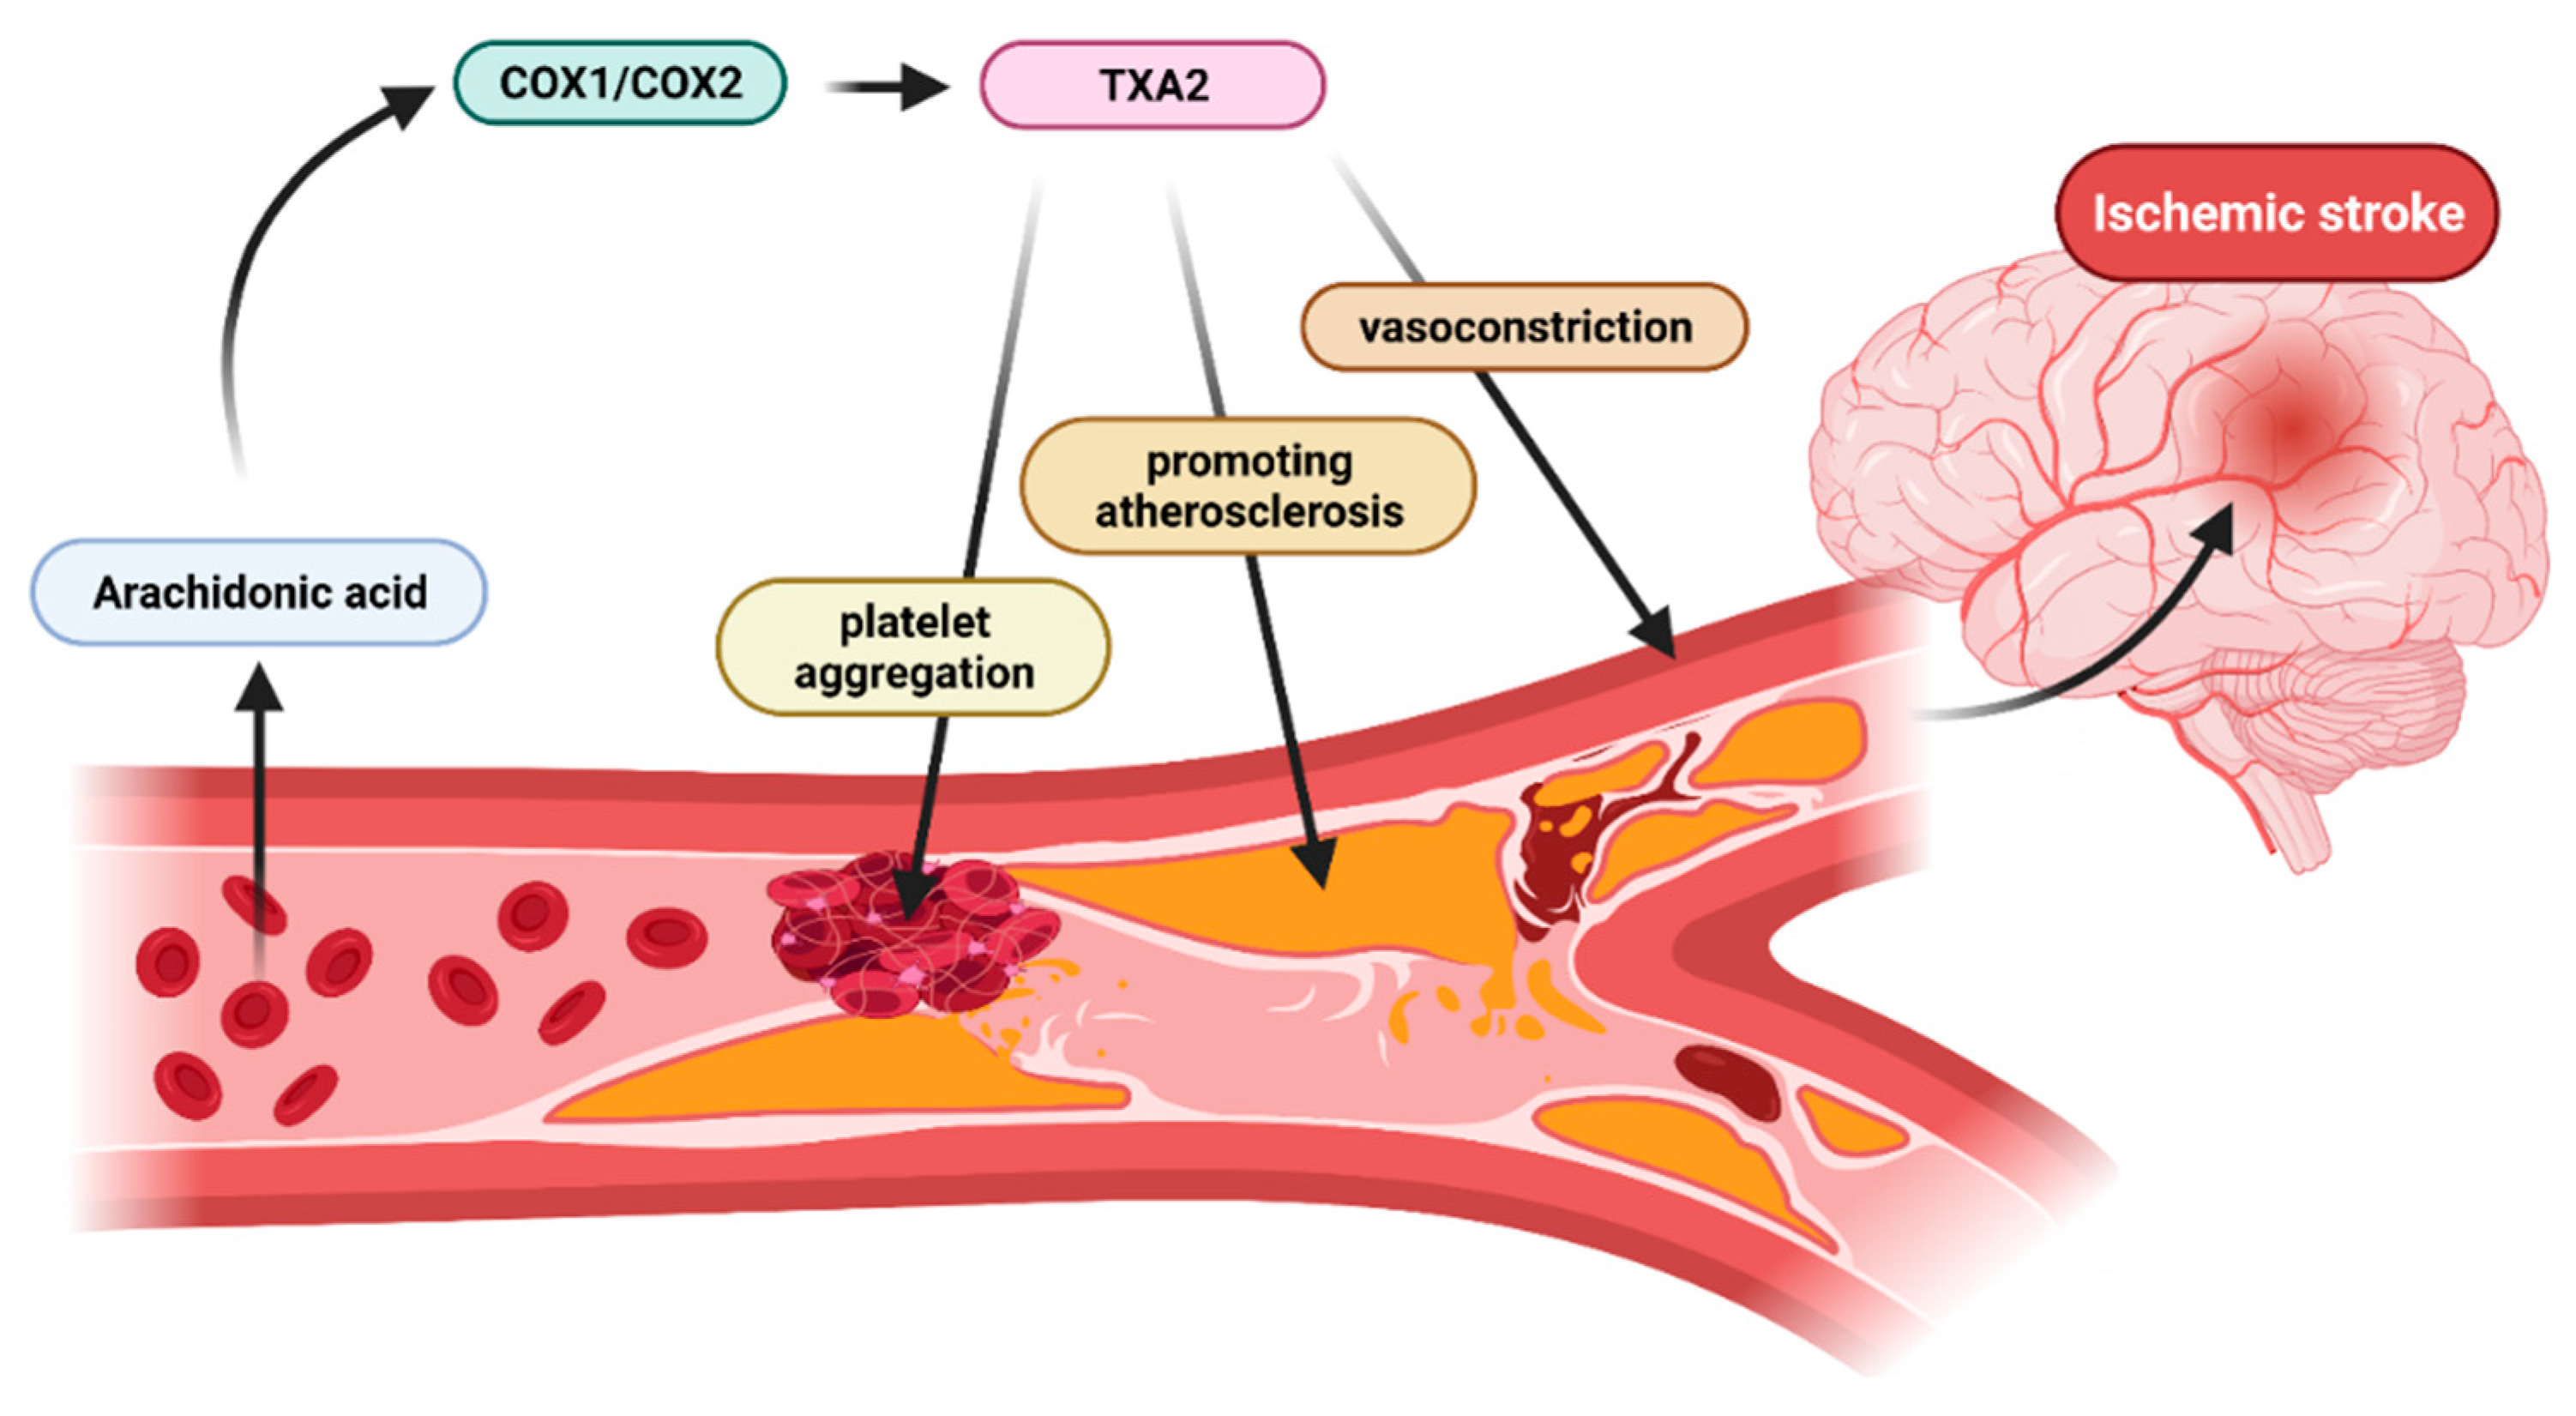 COX1/COX2
TXA2
Ischemic stroke
vasoconstriction
promoting
atherosclerosis
Arachidonic acid
platelet
aggregation